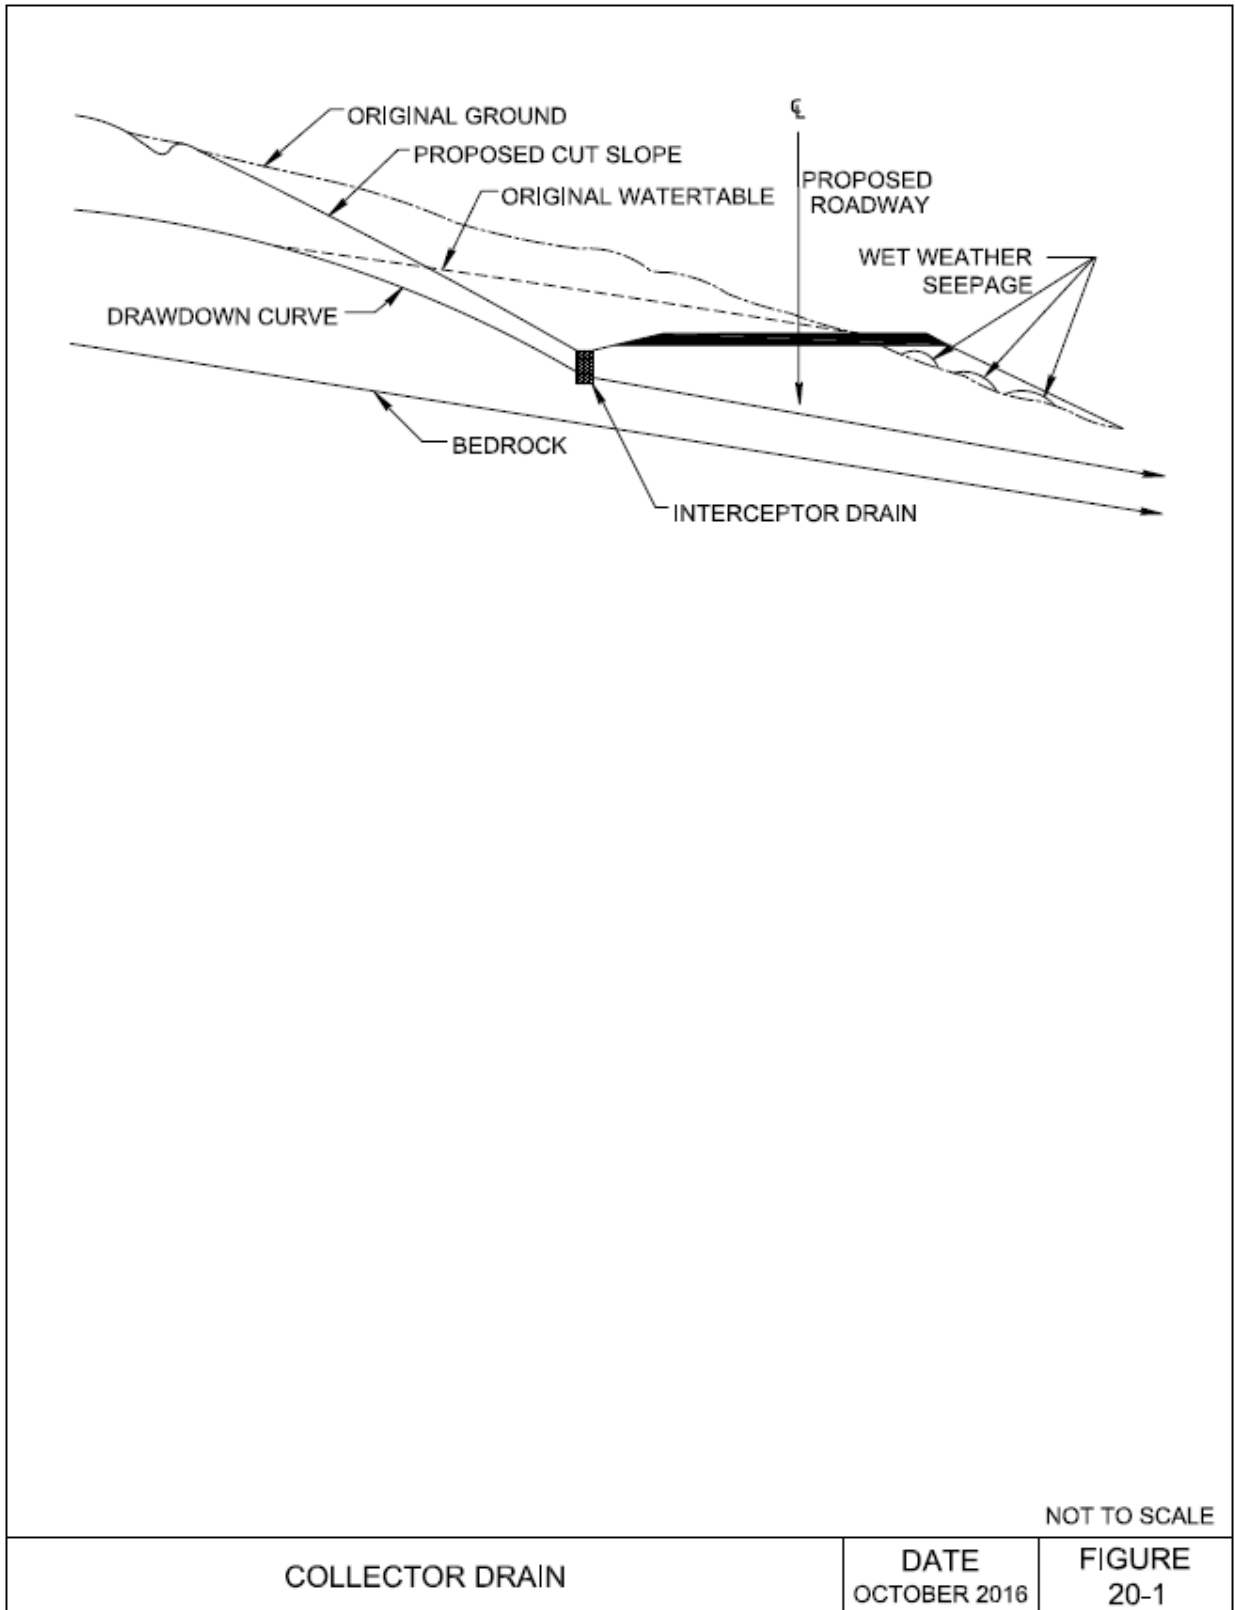 ℄
ORIGINAL GROUND
PROPOSED CUT SLOPE
ORIGINAL WATERTABLE
PROPOSED
ROADWAY
WET WEATHER
SEEPAGE
DRAWDOWN CURVE
BEDROCK
INTERCEPTOR DRAIN
NOT TO SCALE
COLLECTOR DRAIN
DATE
OCTOBER 2016
FIGURE
20-1